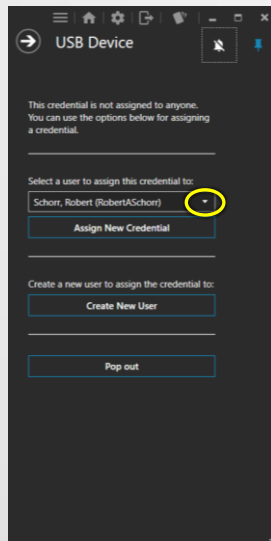 USB Device
This credential is not assigned to anyone.
You can use the options below for assigning
a credential.
Select a user to assign this credential to:
Schorr, Robert (RobertASchorr)
Assign New Credential
Create a new user to assign the credential to:
Create New User
Pop out